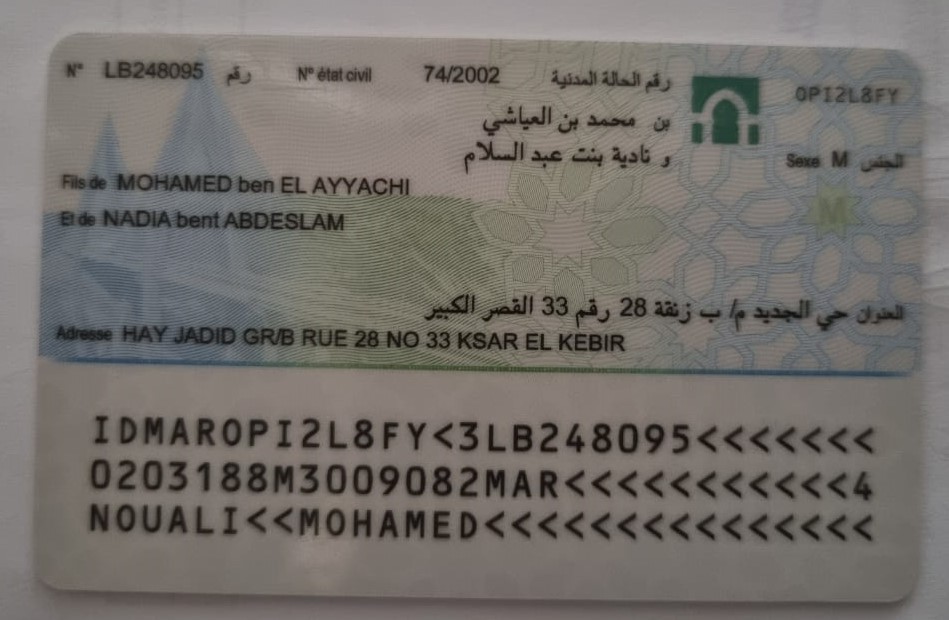 N° LB248095 رقم N° état civil 74/2002 رقم الحالة المدنية
OPI2L8FY
بن محمد بن العياشي
و نادية بنت عبد السلام
Sexe M الجنس
Fils de MOHAMED ben EL AYYACHI
M
Et de NADIA bent ABDESLAM
العنوان حي الجديد م/ ب زنقة 28 رقم 33 القصر الكبير
Adresse HAY JADID GR/B RUE 28 NO 33 KSAR EL KEBIR
IDMAROPI2L8FY<3LB248095<<<<<<<
0203188M3009082MAR<<<<<<<<<<<4
NOUALI<<MOHAMED<<<<<<<<<<<<<<<